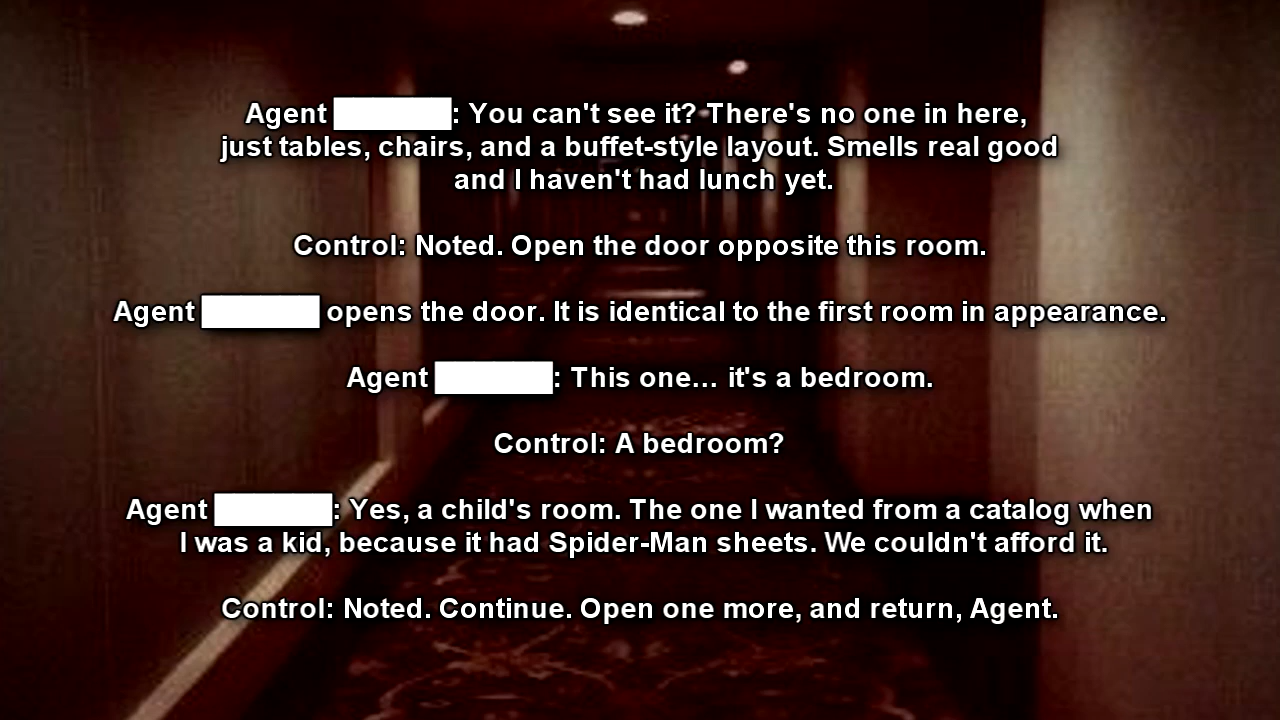 Agent ███████: You can't see it? There's no one in here,
just tables, chairs, and a buffet-style layout. Smells real good
and I haven't had lunch yet.
Control: Noted. Open the door opposite this room.
Agent ███████ opens the door. It is identical to the first room in appearance.
Agent ███████: This one... it's a bedroom.
Control: A bedroom?
Agent ███████: Yes, a child's room. The one I wanted from a catalog when
I was a kid, because it had Spider-Man sheets. We couldn't afford it.
Control: Noted. Continue. Open one more, and return, Agent.